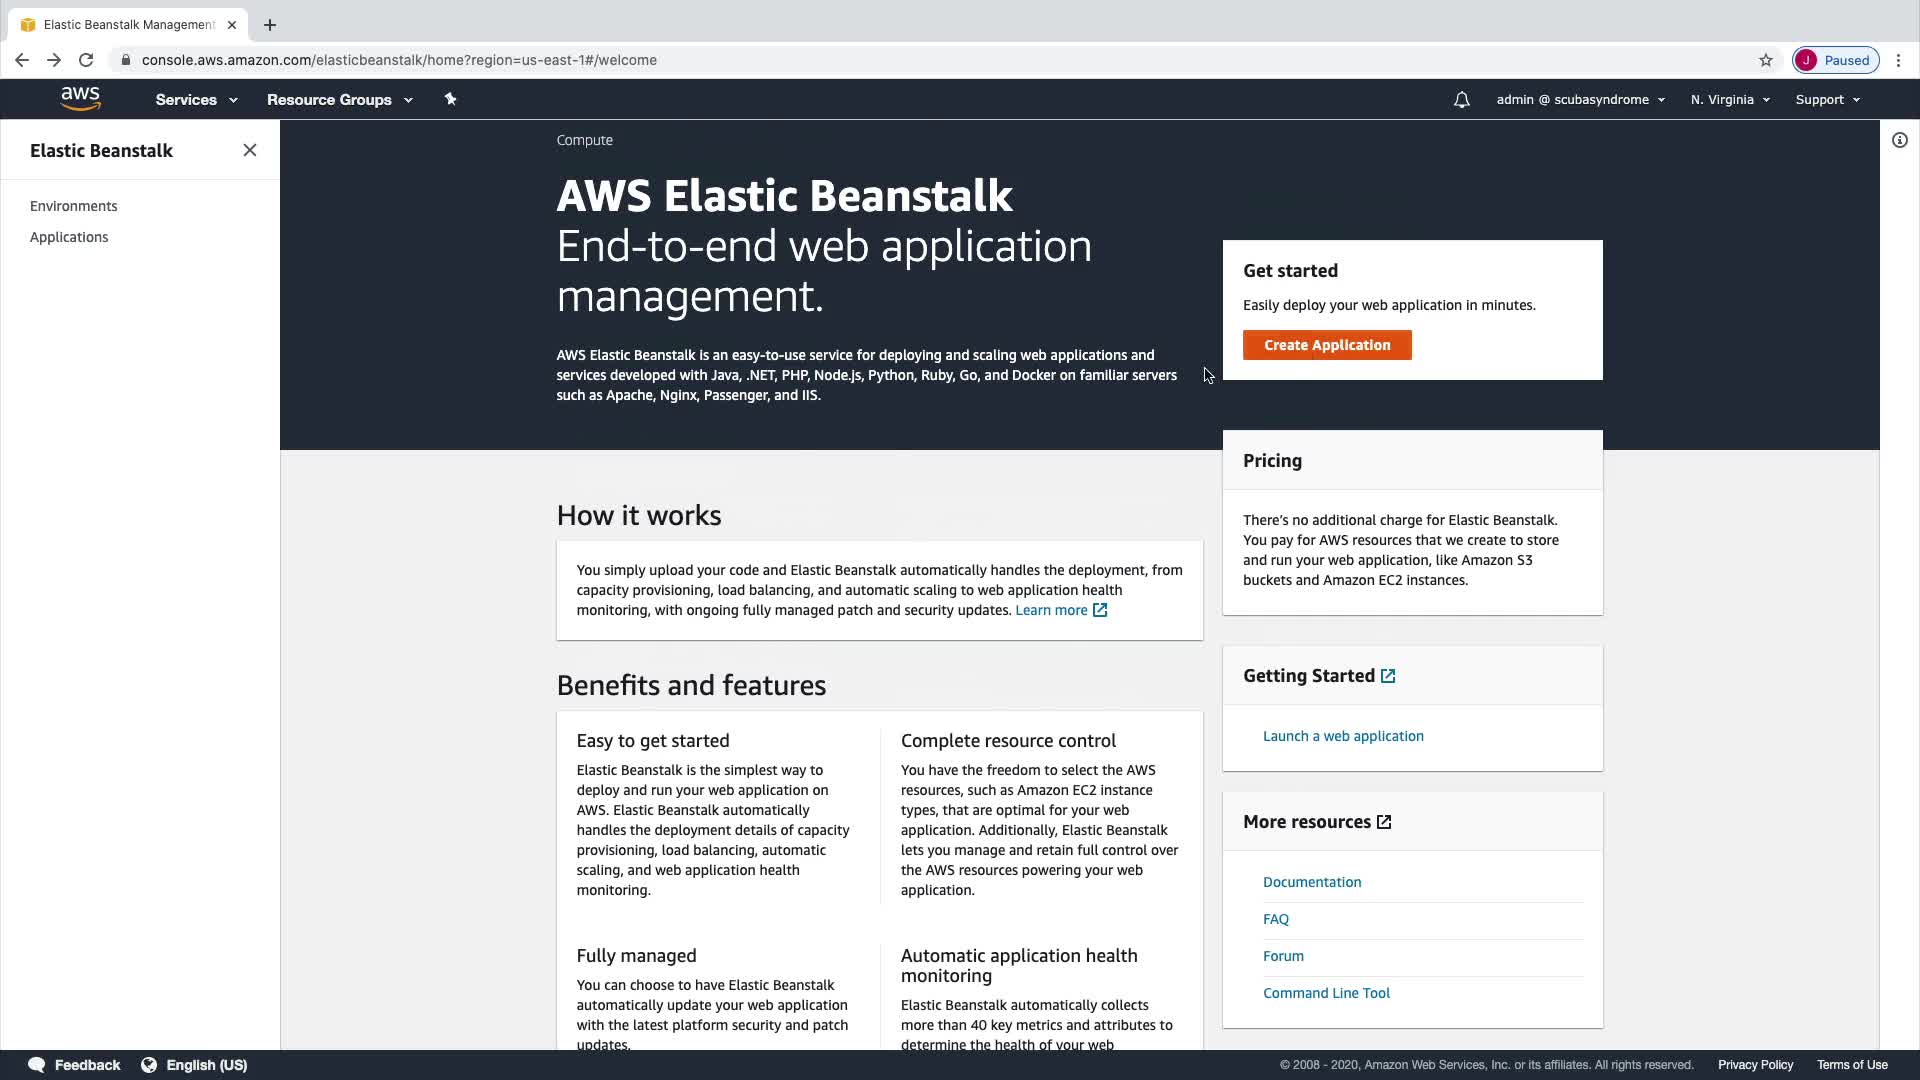 Elastic Beanstalk Management
console.aws.amazon.com/elasticbeanstalk/home?region=us-east-1#/welcome
J
Paused
aws
Services
Resource Groups
admin @ scubasyndrome
N. Virginia
Support
Elastic Beanstalk
Environments
Applications
Compute
AWS Elastic Beanstalk
End-to-end web application
management.
AWS Elastic Beanstalk is an easy-to-use service for deploying and scaling web applications and
services developed with Java, .NET, PHP, Node.js, Python, Ruby, Go, and Docker on familiar servers
such as Apache, Nginx, Passenger, and IIS.
Get started
Easily deploy your web application in minutes.
Create Application
Pricing
There's no additional charge for Elastic Beanstalk.
You pay for AWS resources that we create to store
and run your web application, like Amazon S3
buckets and Amazon EC2 instances.
How it works
You simply upload your code and Elastic Beanstalk automatically handles the deployment, from
capacity provisioning, load balancing, and automatic scaling to web application health
monitoring, with ongoing fully managed patch and security updates. Learn more
Getting Started
Launch a web application
Benefits and features
Easy to get started
Elastic Beanstalk is the simplest way to
deploy and run your web application on
AWS. Elastic Beanstalk automatically
handles the deployment details of capacity
provisioning, load balancing, automatic
scaling, and web application health
monitoring.
Complete resource control
You have the freedom to select the AWS
resources, such as Amazon EC2 instance
types, that are optimal for your web
application. Additionally, Elastic Beanstalk
lets you manage and retain full control over
the AWS resources powering your web
application.
Fully managed
You can choose to have Elastic Beanstalk
automatically update your web application
with the latest platform security and patch
updates.
Automatic application health
monitoring
Elastic Beanstalk automatically collects
more than 40 key metrics and attributes to
determine the health of your web
More resources
Documentation
FAQ
Forum
Command Line Tool
Feedback
English (US)
© 2008 - 2020, Amazon Web Services, Inc. or its affiliates. All rights reserved.
Privacy Policy
Terms of Use